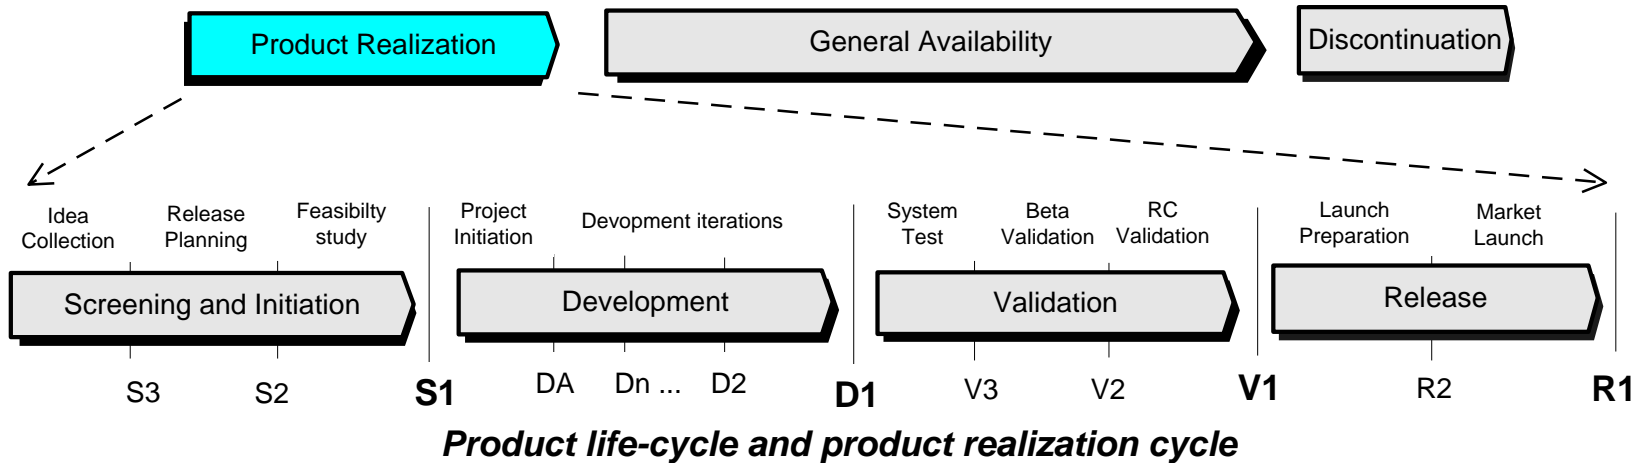 Product Realization
General Availability
Discontinuation
Idea
Collection
Release
Planning
Feasibilty
study
Project
Initiation
Devopment iterations
System
Test
Beta
Validation
RC
Validation
Launch
Preparation
Market
Launch
Screening and Initiation
Development
Validation
Release
S3
S2
S1
DA
Dn ...
D2
D1
V3
V2
V1
R2
R1
Product life-cycle and product realization cycle